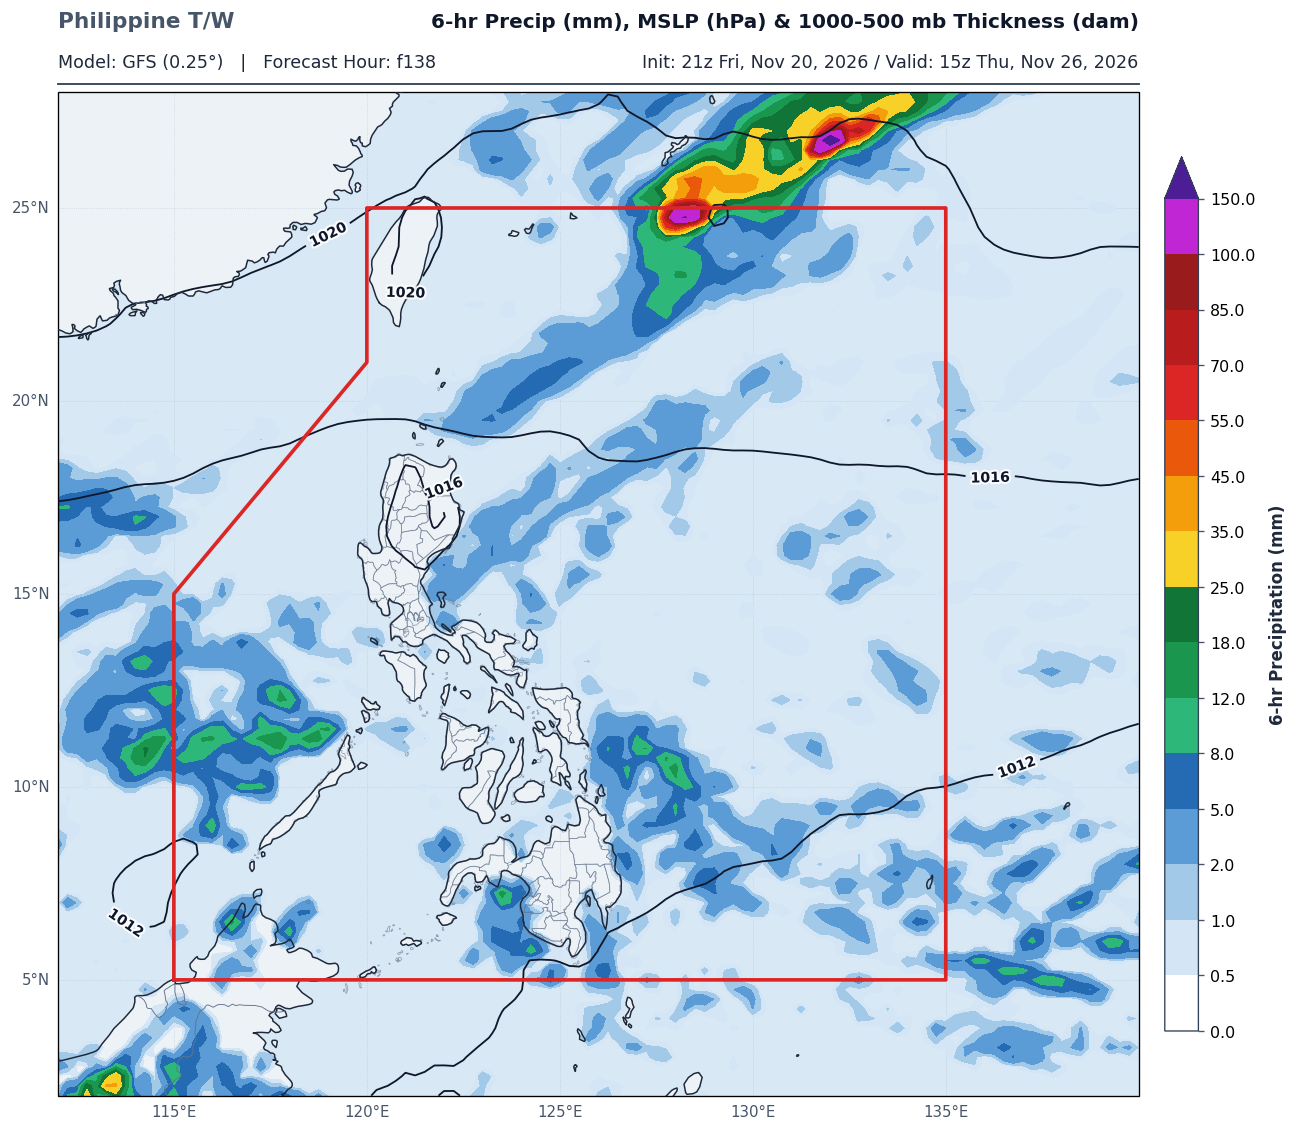 Philippine T/W
6-hr Precip (mm), MSLP (hPa) & 1000-500 mb Thickness (dam)
Model: GFS (0.25°) | Forecast Hour: f138
Init: 21z Fri, Nov 20, 2026 / Valid: 15z Thu, Nov 26, 2026
25°N
20°N
15°N
10°N
5°N
115°E
120°E
125°E
130°E
135°E
1020
1020
1016
1016
1012
1012
150.0
100.0
85.0
70.0
55.0
45.0
35.0
25.0
18.0
12.0
8.0
5.0
2.0
1.0
0.5
0.0
6-hr Precipitation (mm)